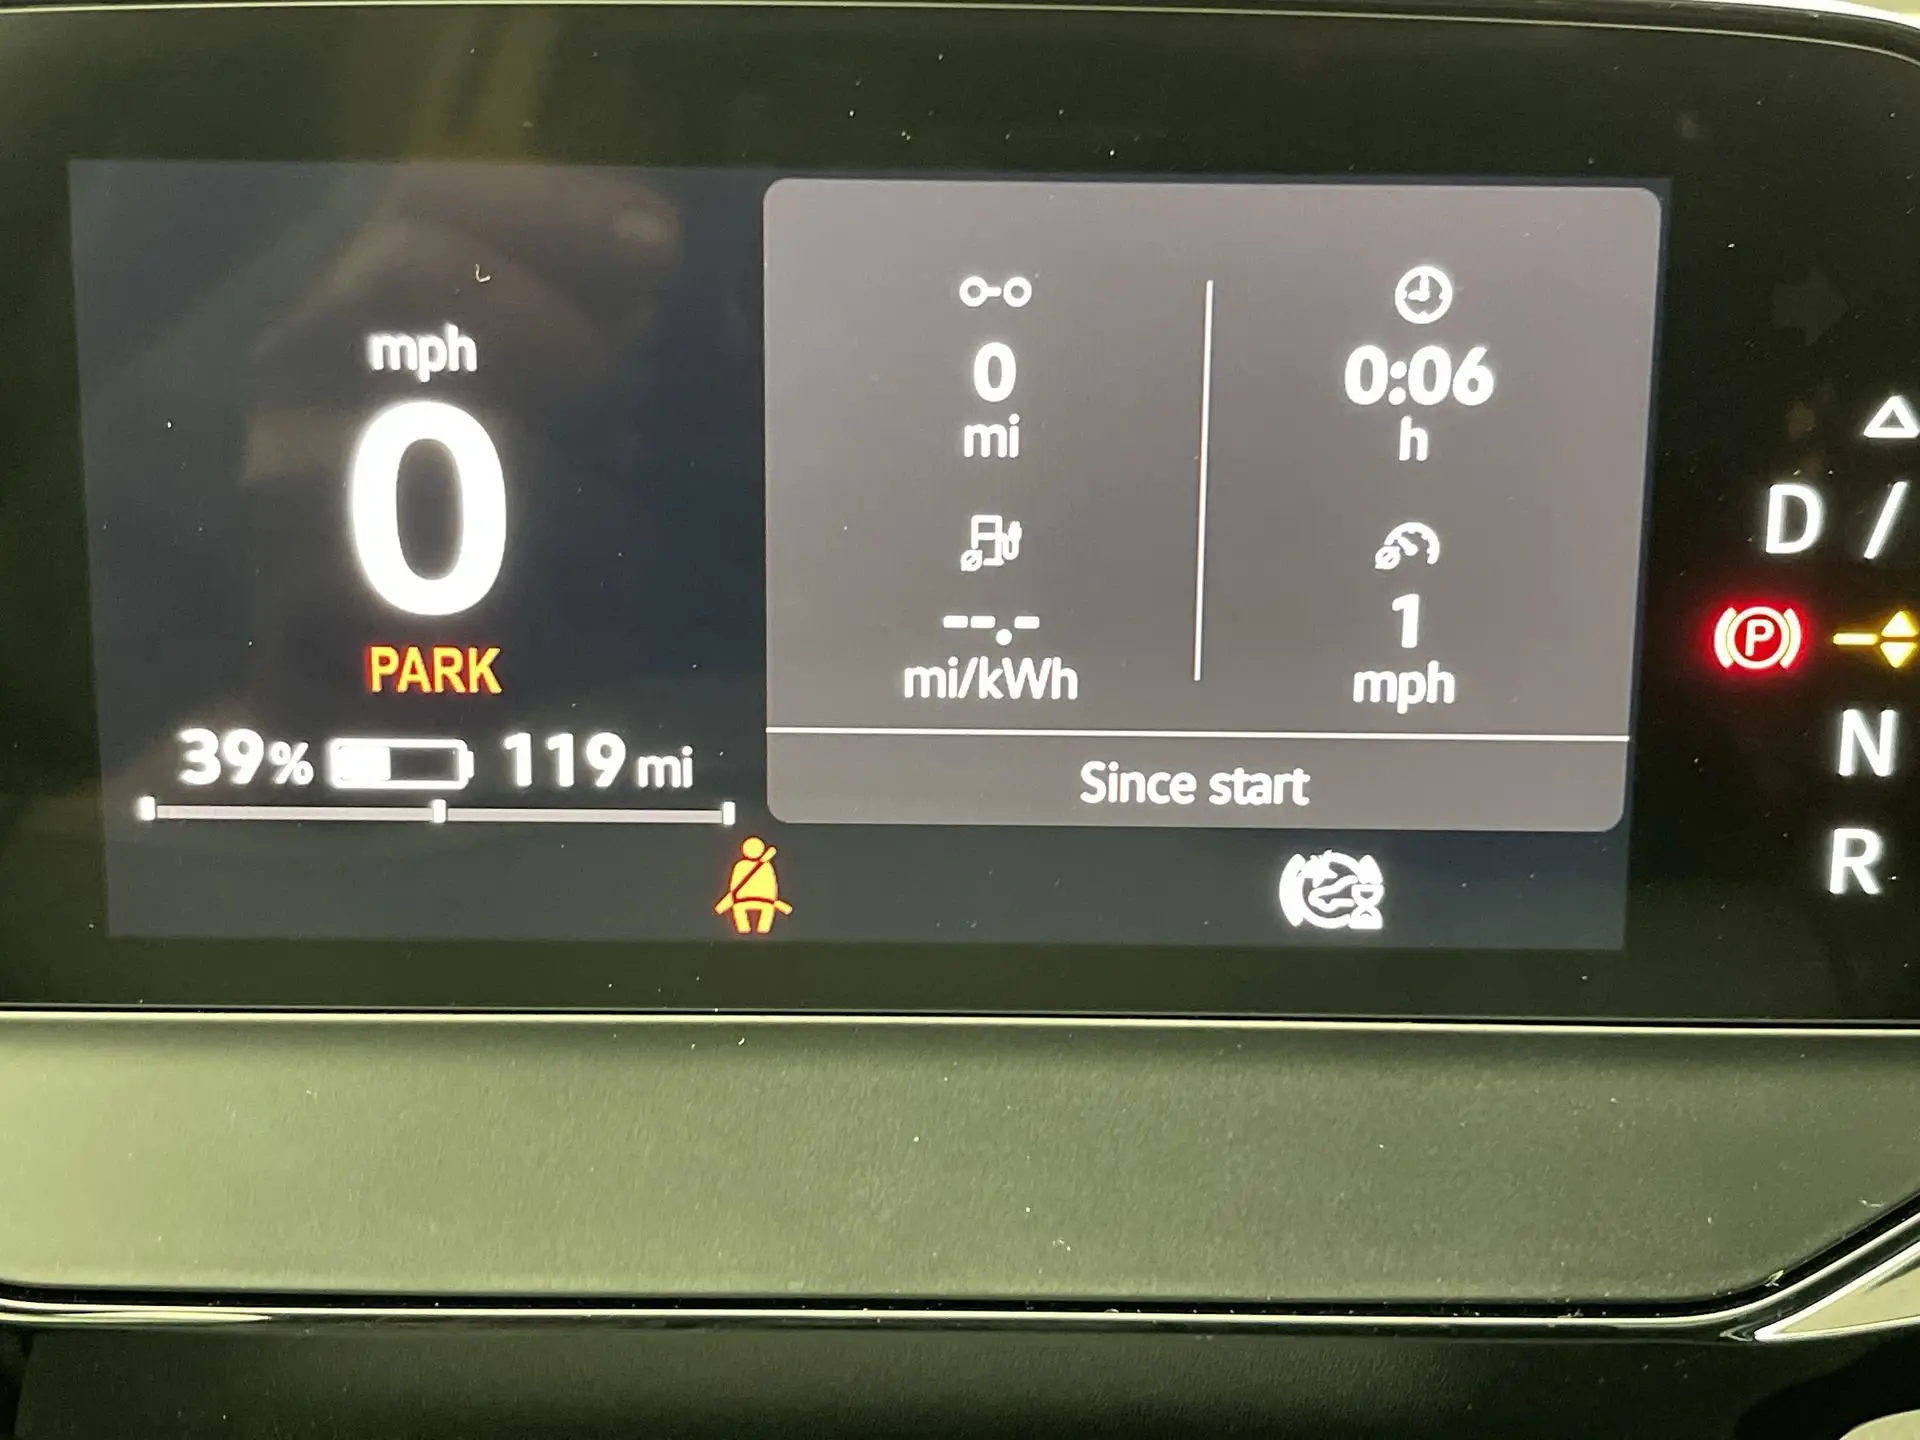 mph
0
PARK
39% 119 mi
0
mi
0:06
h
--.-
mi/kWh
1
mph
Since start
D /
P
N
R